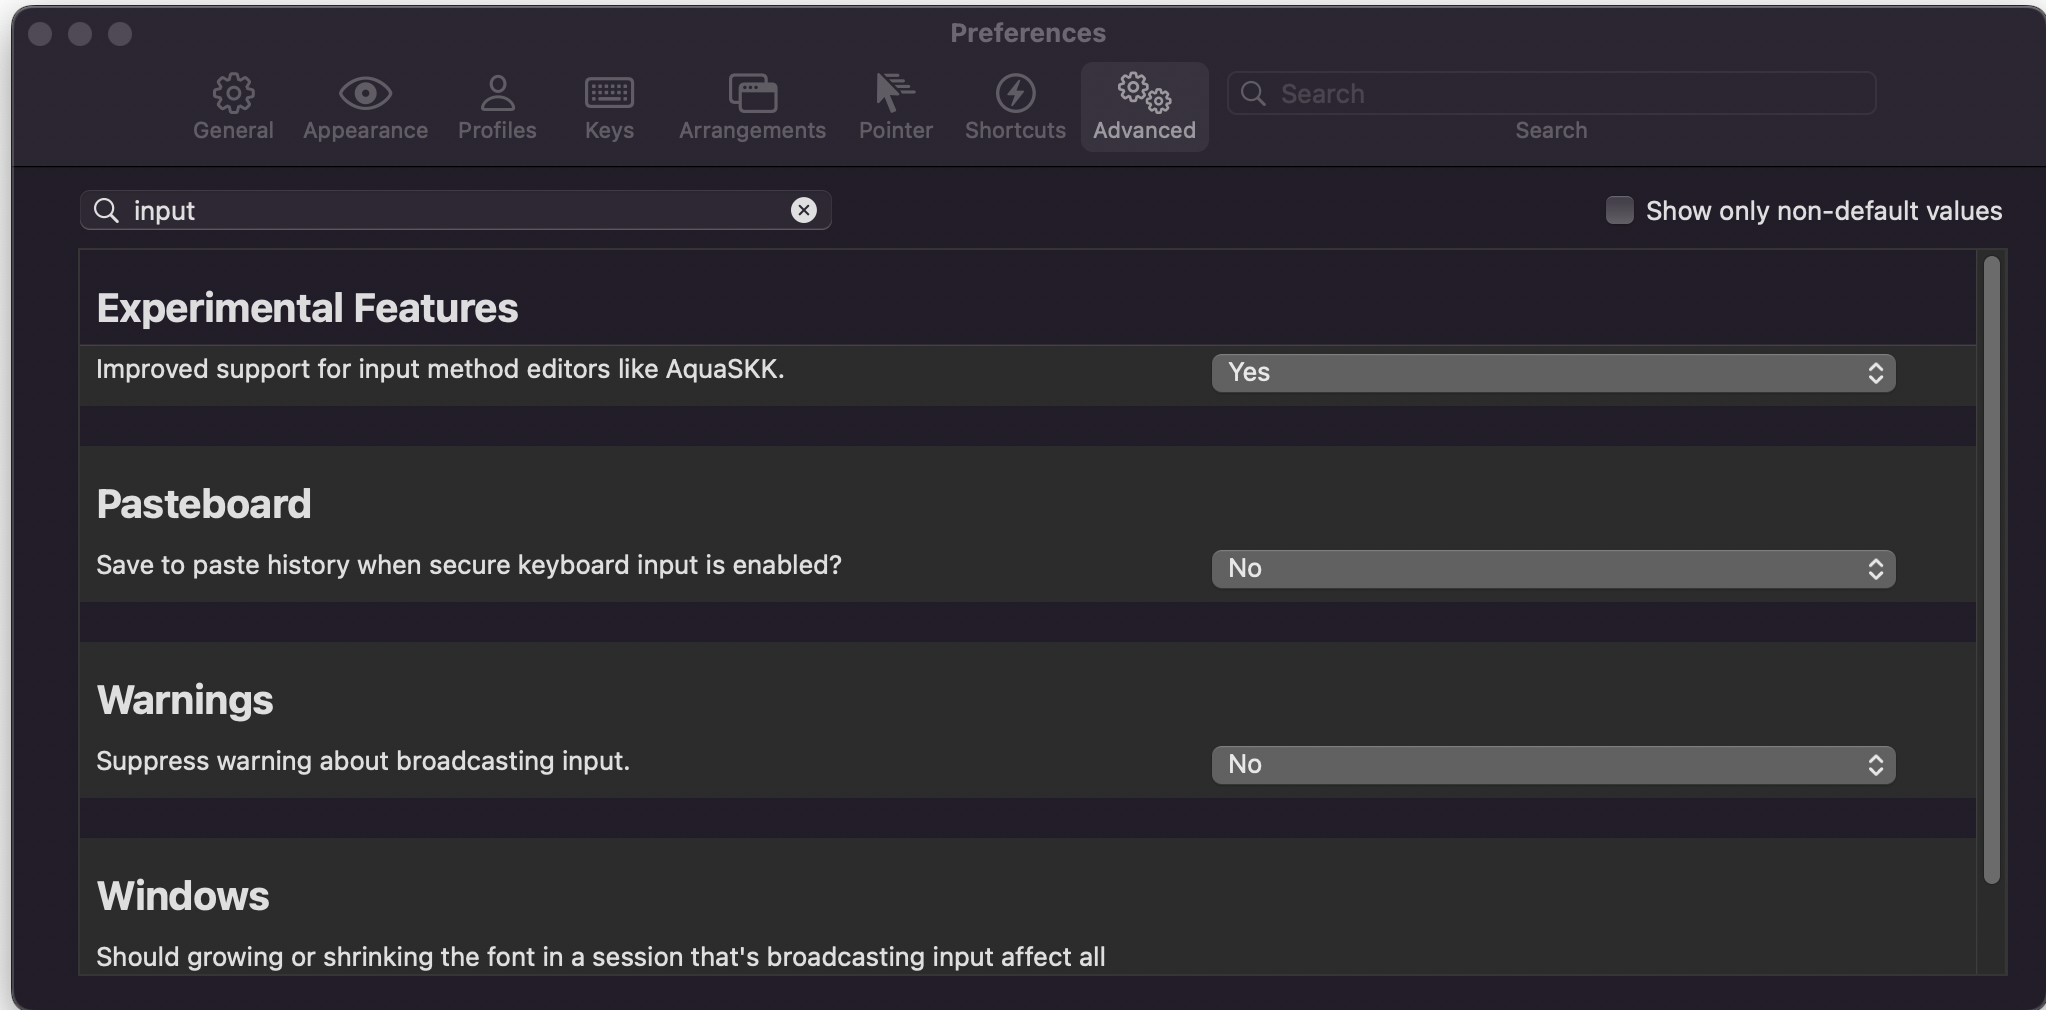 Preferences
General
Appearance
Profiles
Keys
Arrangements
Pointer
Shortcuts
Advanced
Search
Search
input
Show only non-default values
Experimental Features
Improved support for input method editors like AquaSKK.
Yes
Pasteboard
Save to paste history when secure keyboard input is enabled?
No
Warnings
Suppress warning about broadcasting input.
No
Windows
Should growing or shrinking the font in a session that's broadcasting input affect all